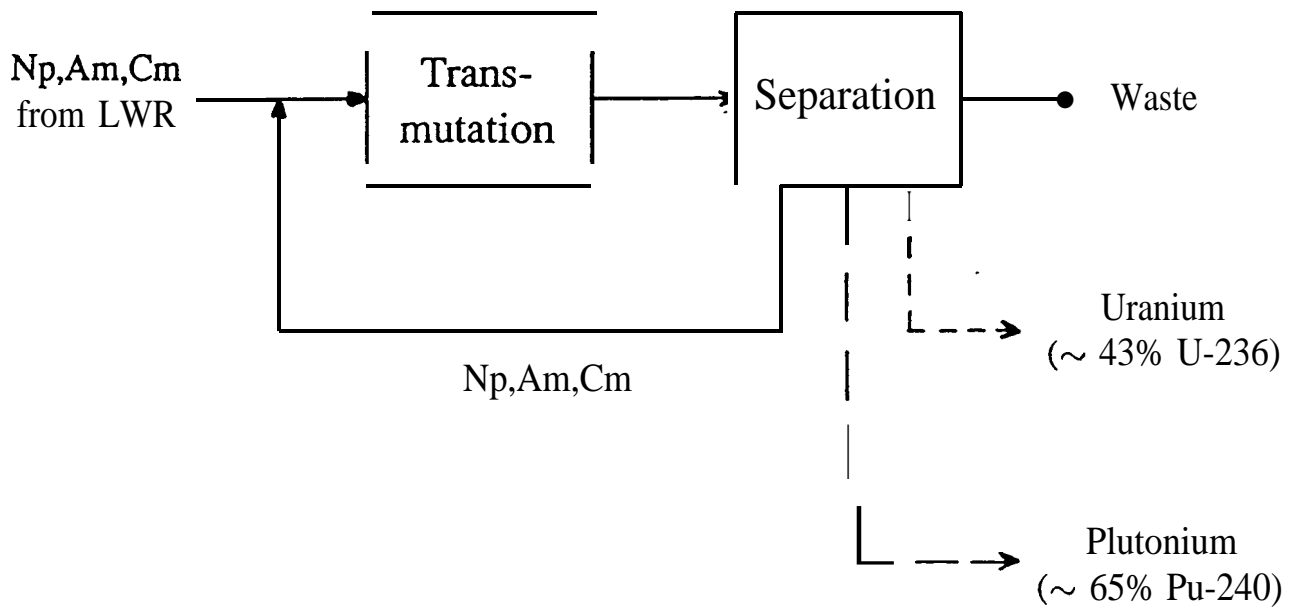 Np,Am,Cm
from LWR
Trans-
mutation
Separation
Waste
Np,Am,Cm
Uranium
(~ 43% U-236)
Plutonium
(~ 65% Pu-240)